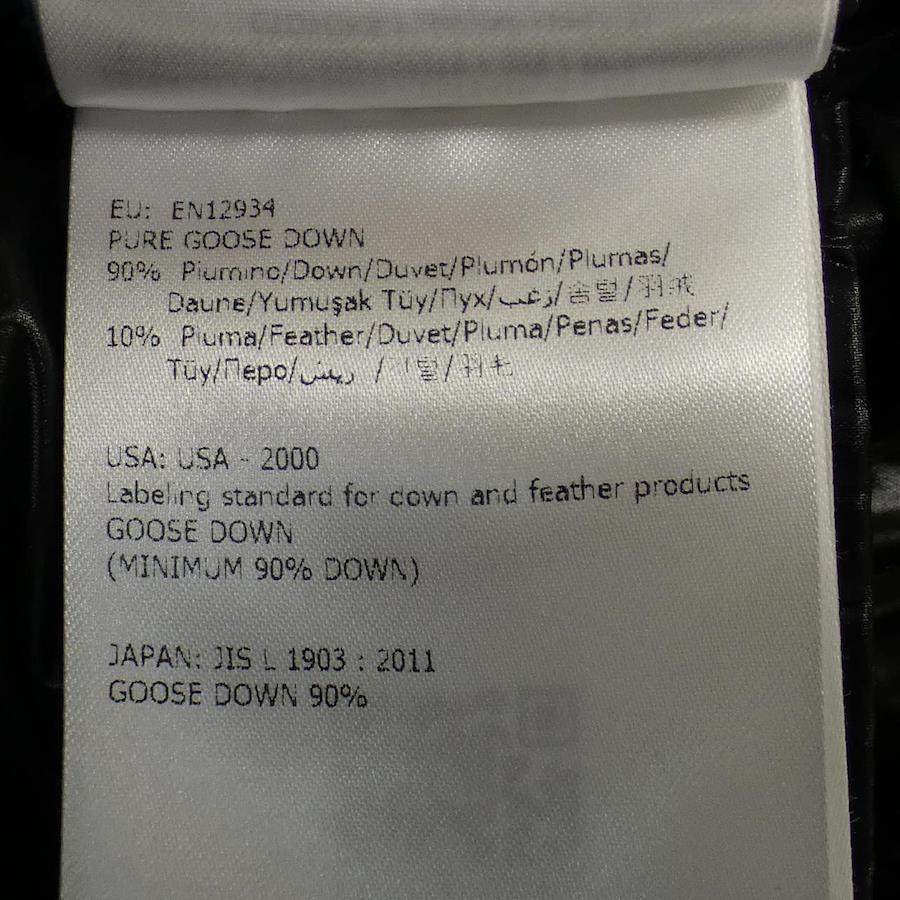 EU: EN12934
PURE GOOSE DOWN
90% Piumino/Down/Duvet/Plumón/Plumas/
Daune/Yumuşak Tüy/Пух/زغب/솜털/羽绒
10% Piuma/Feather/Duvet/Pluma/Penas/Feder/
Tüy/Перо/ريش /깃털/羽毛
USA: USA - 2000
Labeling standard for down and feather products
GOOSE DOWN
(MINIMUM 90% DOWN)
JAPAN: JIS L 1903 : 2011
GOOSE DOWN 90%